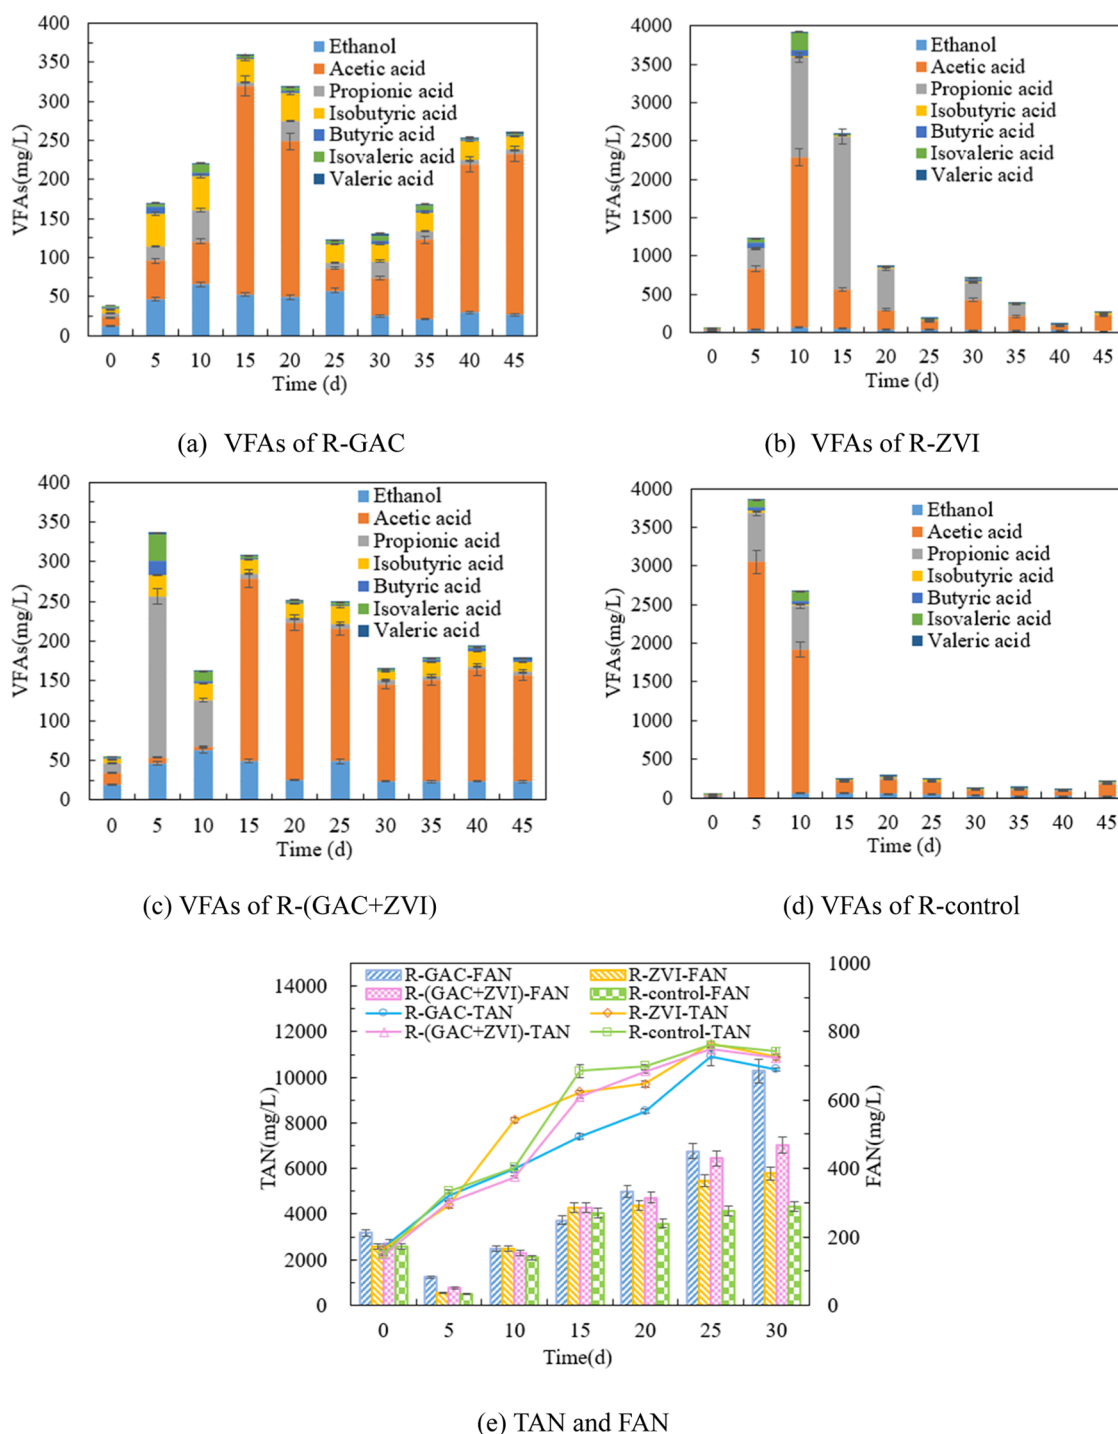 400
350
300
250
200
150
100
50
0
VFAs(mg/L)
Ethanol
Acetic acid
Propionic acid
Isobutyric acid
Butyric acid
Isovaleric acid
Valeric acid
0 5 10 15 20 25 30 35 40 45
Time (d)
(a) VFAs of R-GAC
4000
3500
3000
2500
2000
1500
1000
500
0
VFAs(mg/L)
Ethanol
Acetic acid
Propionic acid
Isobutyric acid
Butyric acid
Isovaleric acid
Valeric acid
0 5 10 15 20 25 30 35 40 45
Time (d)
(b) VFAs of R-ZVI
400
350
300
250
200
150
100
50
0
VFAs(mg/L)
Ethanol
Acetic acid
Propionic acid
Isobutyric acid
Butyric acid
Isovaleric acid
Valeric acid
0 5 10 15 20 25 30 35 40 45
Time (d)
(c) VFAs of R-(GAC+ZVI)
4000
3500
3000
2500
2000
1500
1000
500
0
VFAs(mg/L)
Ethanol
Acetic acid
Propionic acid
Isobutyric acid
Butyric acid
Isovaleric acid
Valeric acid
0 5 10 15 20 25 30 35 40 45
Time (d)
(d) VFAs of R-control
14000
12000
10000
8000
6000
4000
2000
0
TAN(mg/L)
R-GAC-FAN R-ZVI-FAN
R-(GAC+ZVI)-FAN R-control-FAN
R-GAC-TAN R-ZVI-TAN
R-(GAC+ZVI)-TAN R-control-TAN
1000
800
600
400
200
0
FAN(mg/L)
0 5 10 15 20 25 30
Time(d)
(e) TAN and FAN